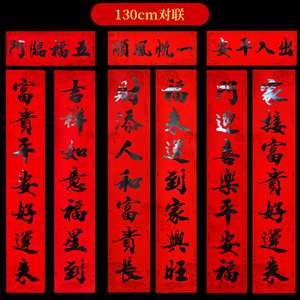 130cm对联
出入平安
家接富貴好運來
門迎喜樂平安福
一帆風順
福來運到家興旺
財添人和富貴長
五福臨門
吉祥如意福星到
富貴平安好運來